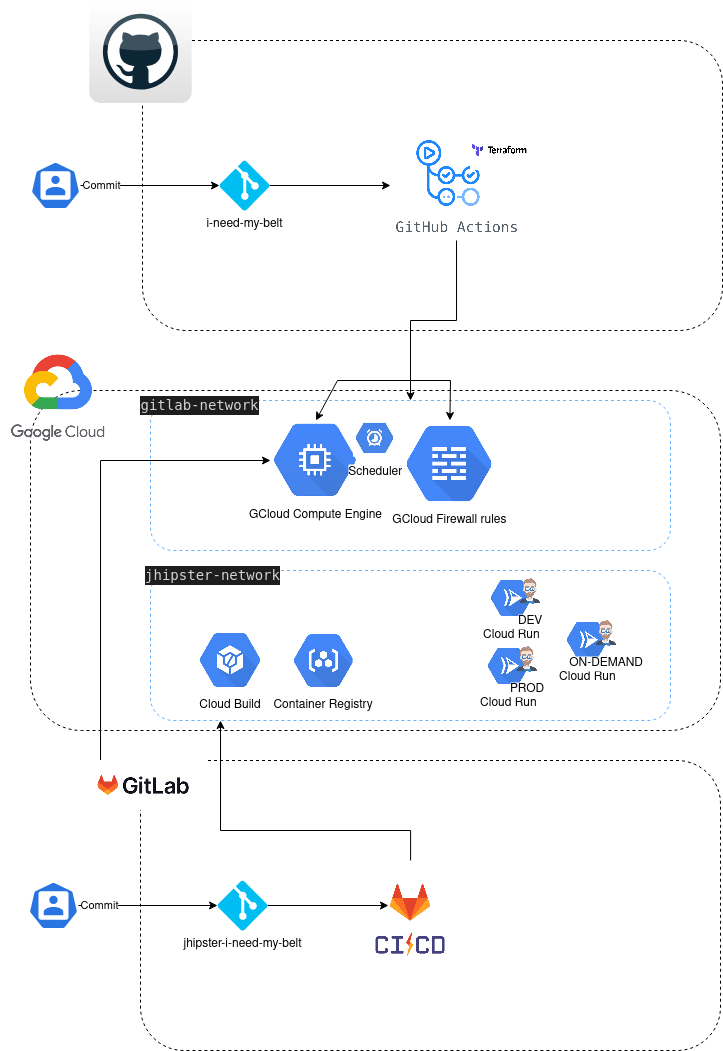 Commit
i-need-my-belt
Terraform
GitHub Actions
Google Cloud
gitlab-network
Scheduler
GCloud Compute Engine
GCloud Firewall rules
jhipster-network
DEV
Cloud Run
ON-DEMAND
Cloud Run
PROD
Cloud Run
Cloud Build
Container Registry
GitLab
Commit
jhipster-i-need-my-belt
CI/CD